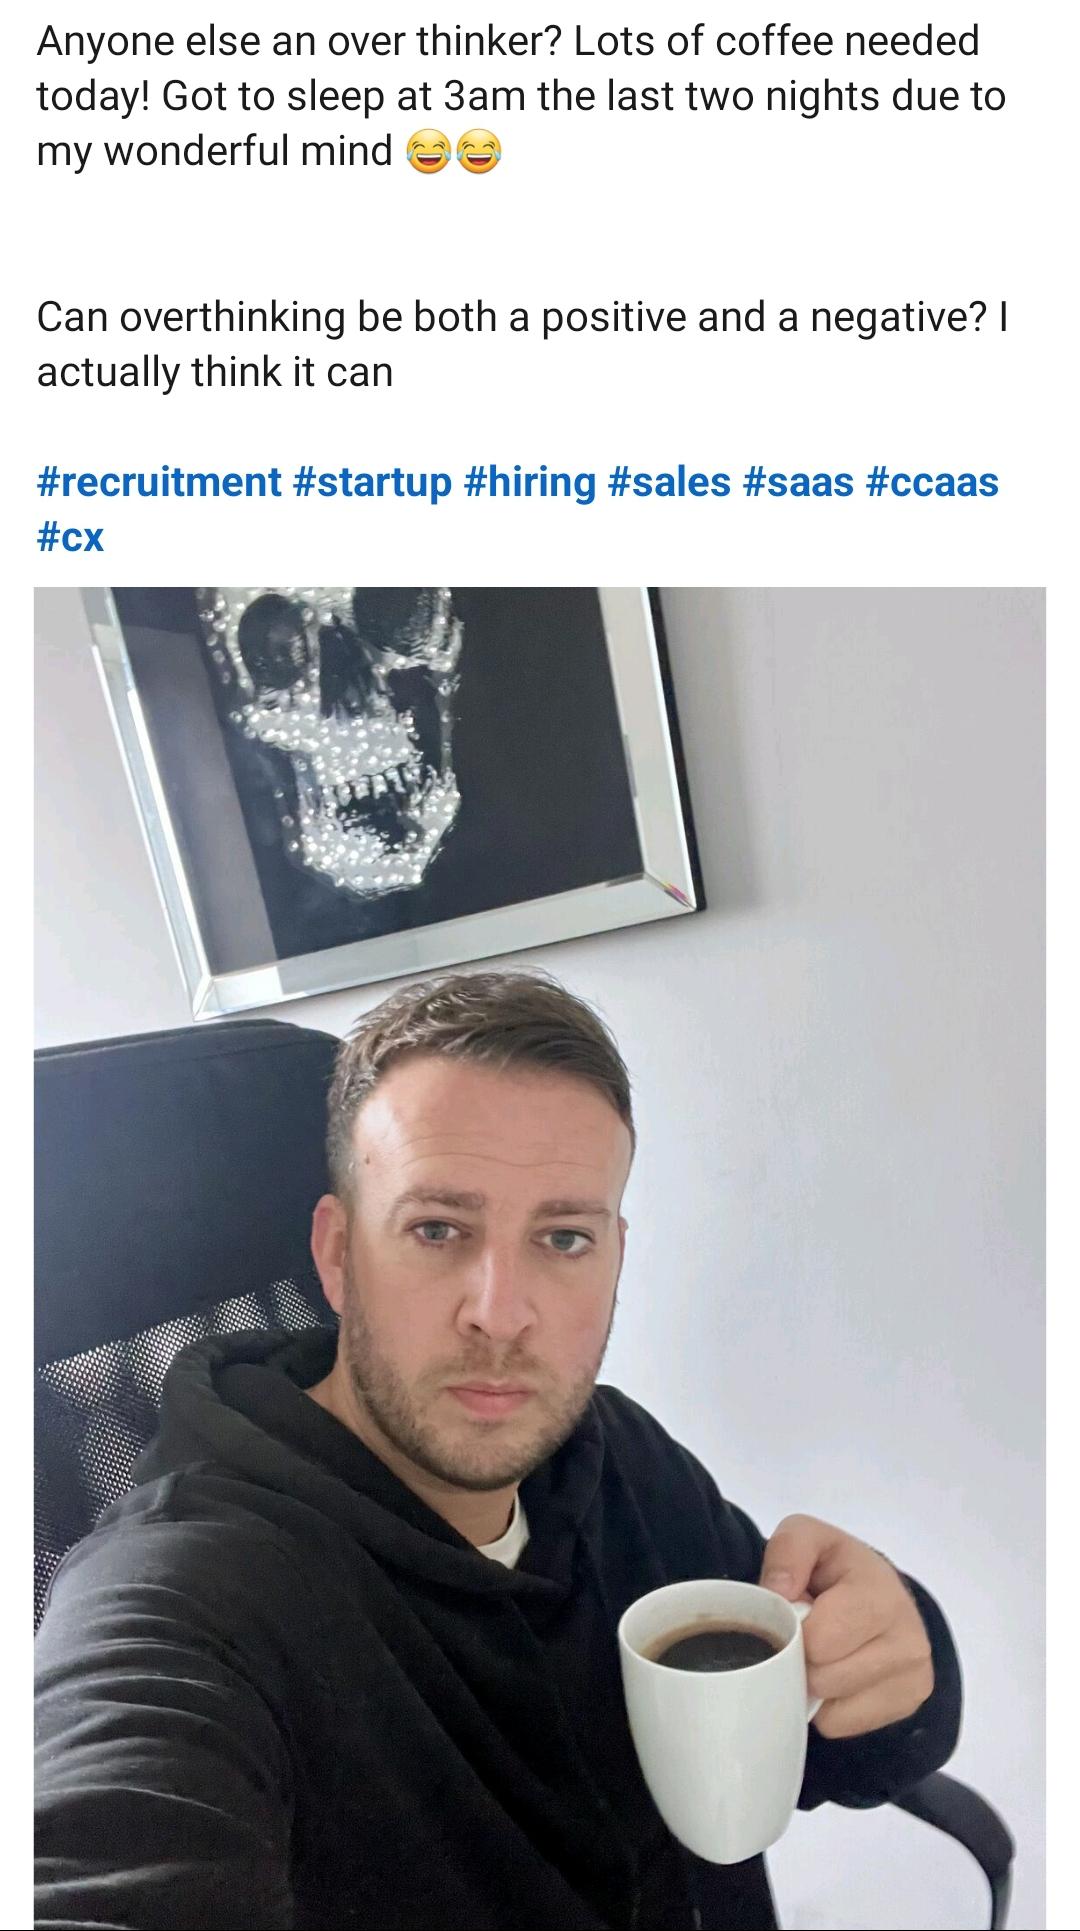 Anyone else an over thinker? Lots of coffee needed
today! Got to sleep at 3am the last two nights due to
my wonderful mind 😂😂
Can overthinking be both a positive and a negative? I
actually think it can
#recruitment #startup #hiring #sales #saas #ccaas
#cx